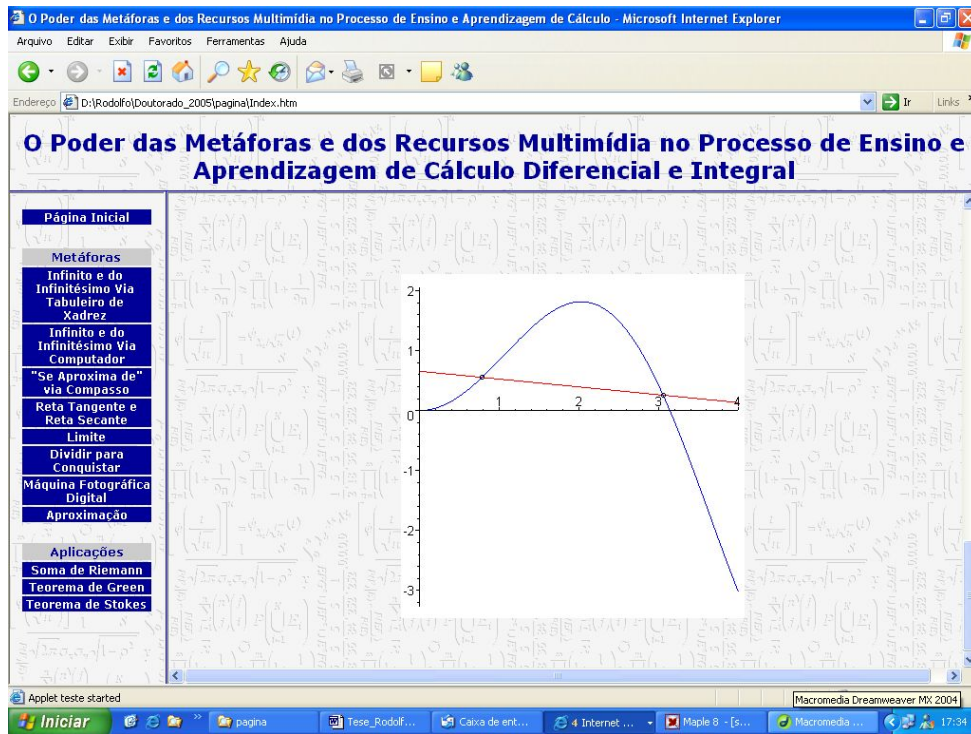 O Poder das Metáforas e dos Recursos Multimídia no Processo de Ensino e Aprendizagem de Cálculo - Microsoft Internet Explorer
Arquivo Editar Exibir Favoritos Ferramentas Ajuda
Endereço D:\Rodolfo\Doutorado_2005\pagina\Index.htm Ir Links
O Poder das Metáforas e dos Recursos Multimídia no Processo de Ensino e
Aprendizagem de Cálculo Diferencial e Integral
Página Inicial
Metáforas
Infinito e do
Infinitésimo Via
Tabuleiro de
Xadrez
Infinito e do
Infinitésimo Via
Computador
"Se Aproxima de"
via Compasso
Reta Tangente e
Reta Secante
Limite
Dividir para
Conquistar
Máquina Fotográfica
Digital
Aproximação
Aplicações
Soma de Riemann
Teorema de Green
Teorema de Stokes
2
1
0 1 2 3 4
-1
-2
-3
Applet teste started
Macromedia Dreamweaver MX 2004
Iniciar pagina Tese_Rodolf... Caixa de ent... 4 Internet ... Maple 8 - [s... Macromedia ... 17:34